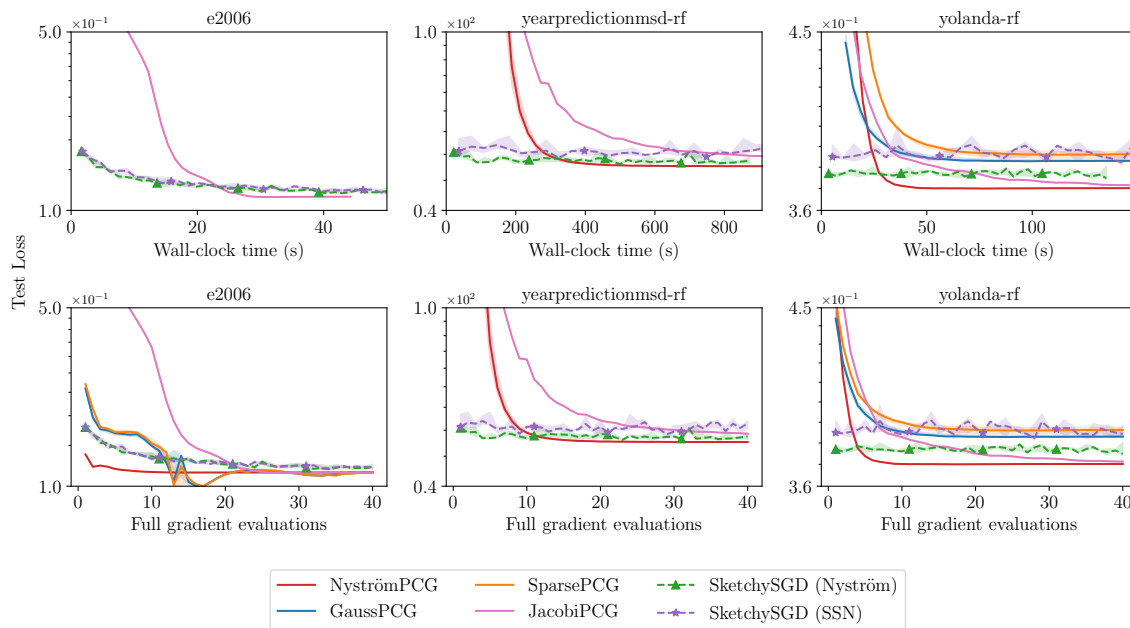 e2006
yearpredictionmsd-rf
yolanda-rf
×10⁻¹
5.0
1.0
0 20 40
Wall-clock time (s)
×10²
1.0
0.4
200 400 600 800
Wall-clock time (s)
×10⁻¹
4.5
3.6
0 50 100
Wall-clock time (s)
Test Loss
e2006
yearpredictionmsd-rf
yolanda-rf
×10⁻¹
5.0
1.0
0 10 20 30 40
Full gradient evaluations
×10²
1.0
0.4
0 10 20 30 40
Full gradient evaluations
×10⁻¹
4.5
3.6
0 10 20 30 40
Full gradient evaluations
NyströmPCG
GaussPCG
SparsePCG
JacobiPCG
SketchySGD (Nyström)
SketchySGD (SSN)